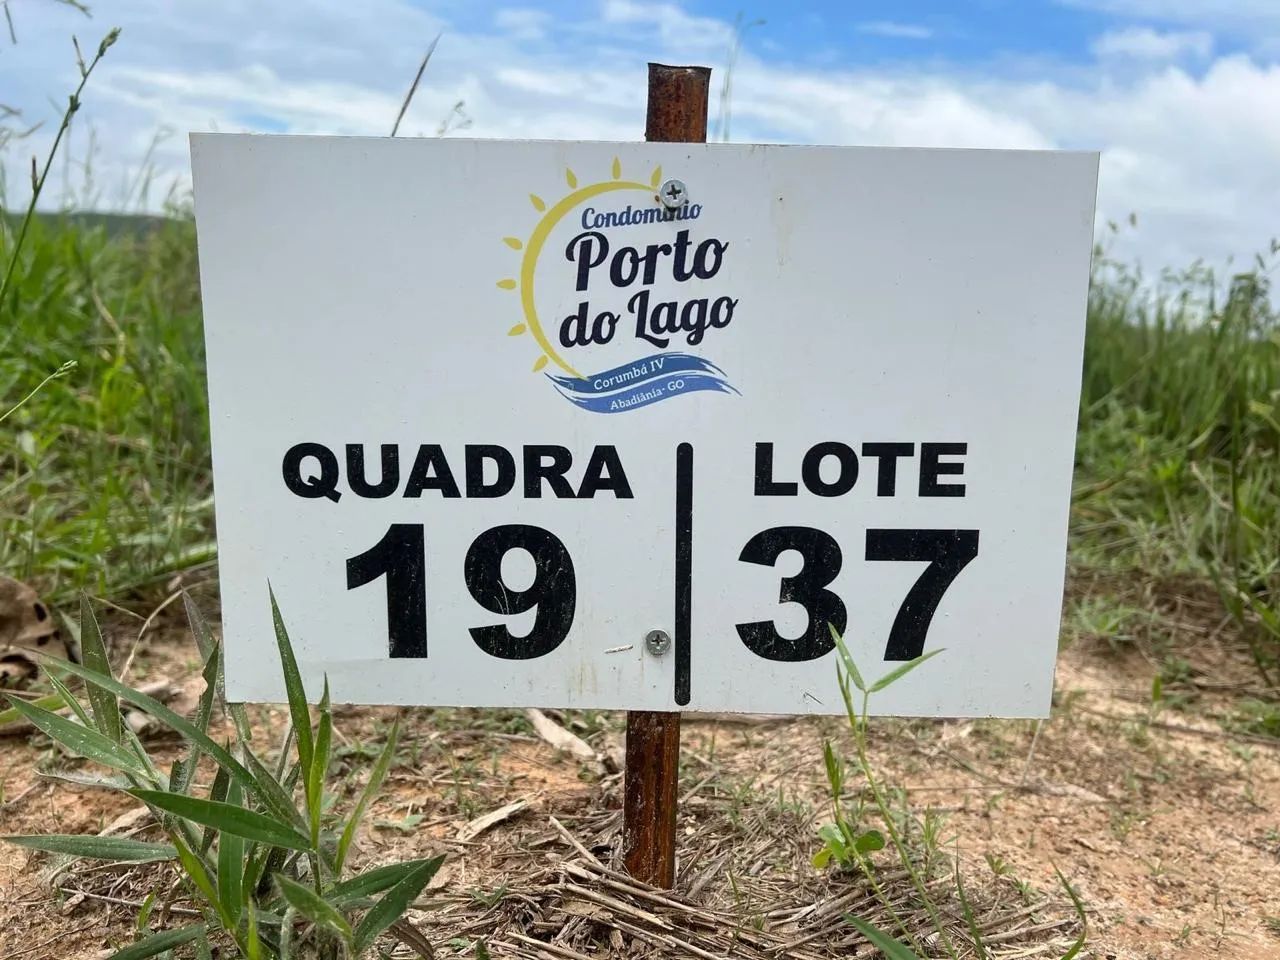 Condomínio
Porto
do Lago
Corumbá IV
Abadiânia-GO
QUADRA
19
LOTE
37